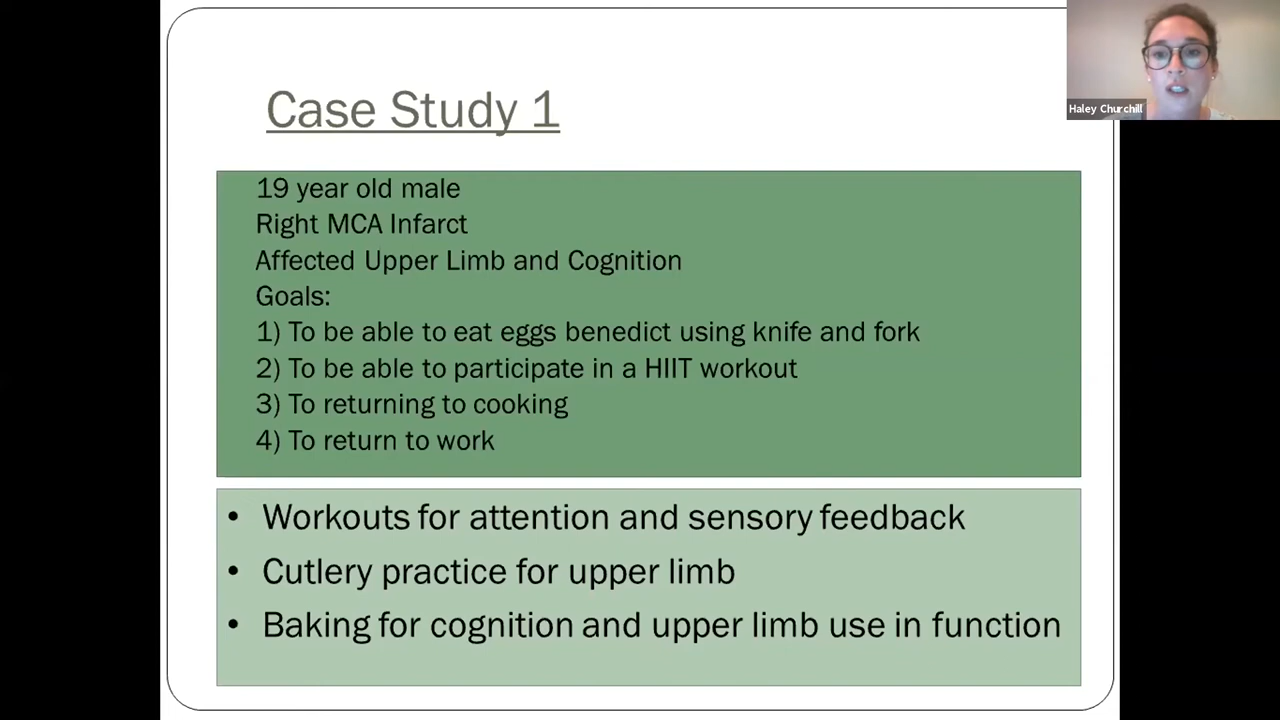 Case Study 1
Haley Churchill
19 year old male
Right MCA Infarct
Affected Upper Limb and Cognition
Goals:
1) To be able to eat eggs benedict using knife and fork
2) To be able to participate in a HIIT workout
3) To returning to cooking
4) To return to work
• Workouts for attention and sensory feedback
• Cutlery practice for upper limb
• Baking for cognition and upper limb use in function